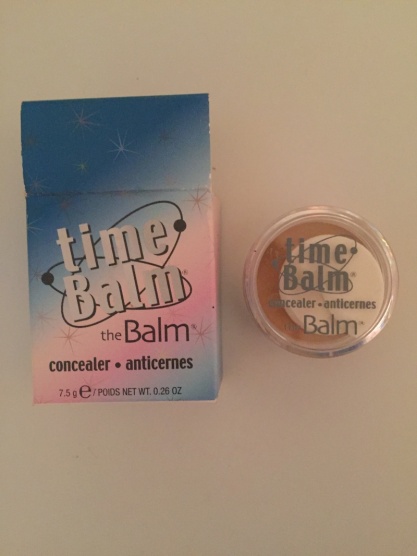 time
Balm®
the Balm®
concealer • anticernes
7.5 g ℮ / POIDS NET WT. 0.26 OZ
time
Balm®
concealer • anticernes
the Balm®